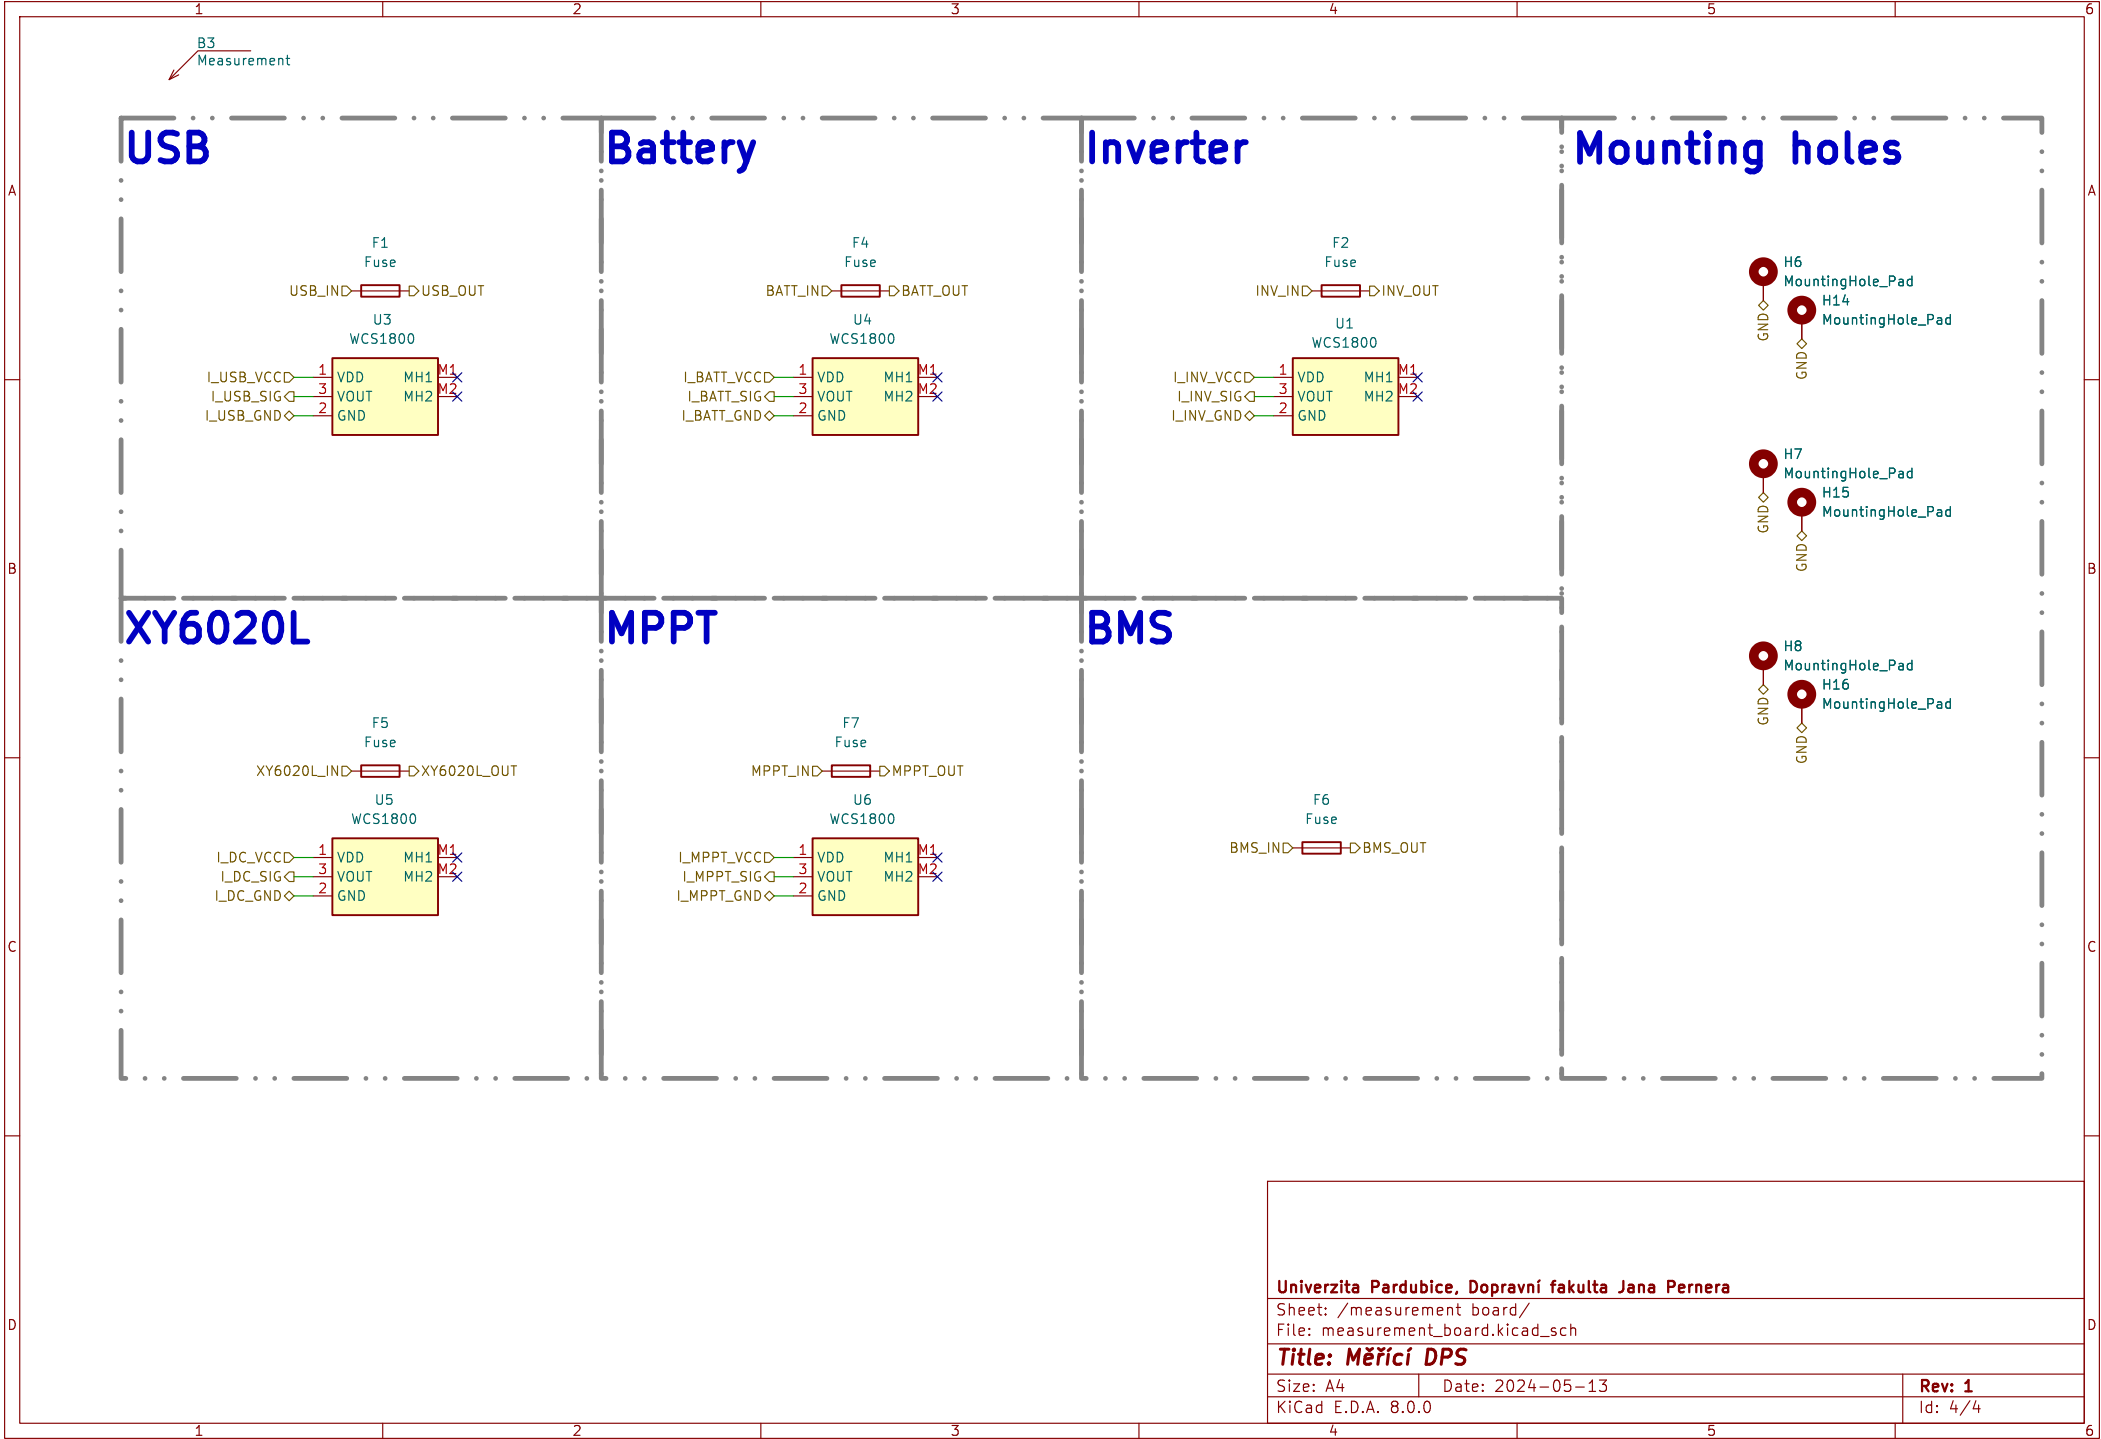 1 2 3 4 5 6
B3
Measurement
USB
Battery
Inverter
Mounting holes
A
A
F1
Fuse
USB_IN
USB_OUT
U3
WCS1800
I_USB_VCC 1 VDD MH1 M1
I_USB_SIG 3 VOUT MH2 M2
I_USB_GND 2 GND
F4
Fuse
BATT_IN
BATT_OUT
U4
WCS1800
I_BATT_VCC 1 VDD MH1 M1
I_BATT_SIG 3 VOUT MH2 M2
I_BATT_GND 2 GND
F2
Fuse
INV_IN
INV_OUT
U1
WCS1800
I_INV_VCC 1 VDD MH1 M1
I_INV_SIG 3 VOUT MH2 M2
I_INV_GND 2 GND
H6
MountingHole_Pad
GND
H14
MountingHole_Pad
GND
H7
MountingHole_Pad
GND
H15
MountingHole_Pad
GND
H8
MountingHole_Pad
GND
H16
MountingHole_Pad
GND
B
B
XY6020L
MPPT
BMS
F5
Fuse
XY6020L_IN
XY6020L_OUT
U5
WCS1800
I_DC_VCC 1 VDD MH1 M1
I_DC_SIG 3 VOUT MH2 M2
I_DC_GND 2 GND
F7
Fuse
MPPT_IN
MPPT_OUT
U6
WCS1800
I_MPPT_VCC 1 VDD MH1 M1
I_MPPT_SIG 3 VOUT MH2 M2
I_MPPT_GND 2 GND
F6
Fuse
BMS_IN
BMS_OUT
C
C
D
D
Univerzita Pardubice, Dopravní fakulta Jana Pernera
Sheet: /measurement board/
File: measurement_board.kicad_sch
Title: Měřící DPS
Size: A4
Date: 2024-05-13
Rev: 1
KiCad E.D.A. 8.0.0
Id: 4/4
1 2 3 4 5 6